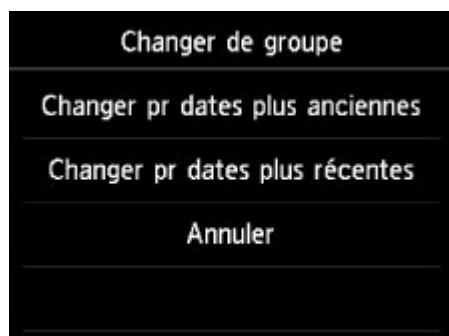 Changer de groupe
Changer pr dates plus anciennes
Changer pr dates plus récentes
Annuler